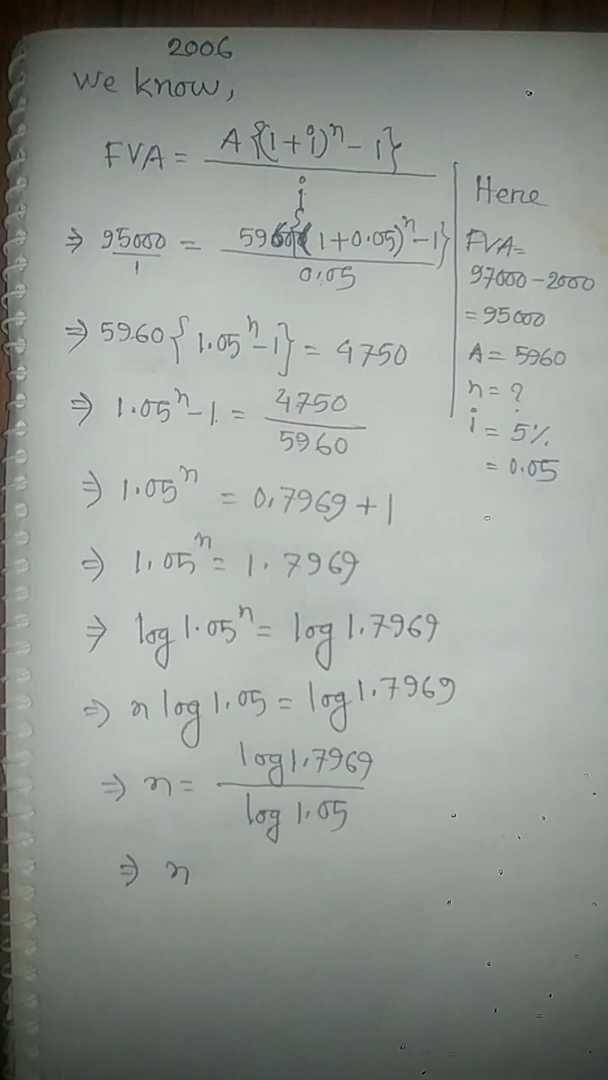 2006
We know,
FVA = A{(1+i)^n - 1} / i
⇒ 95000/1 = 5960{(1+0.05)^n - 1} / 0.05
⇒ 5960{1.05^n - 1} = 4750
⇒ 1.05^n - 1 = 4750/5960
⇒ 1.05^n = 0.7969 + 1
⇒ 1.05^n = 1.7969
⇒ log 1.05^n = log 1.7969
⇒ n log 1.05 = log 1.7969
⇒ n = log 1.7969 / log 1.05
⇒ n
Here
FVA =
97000 - 2000
= 95000
A = 5960
n = ?
i = 5%
= 0.05